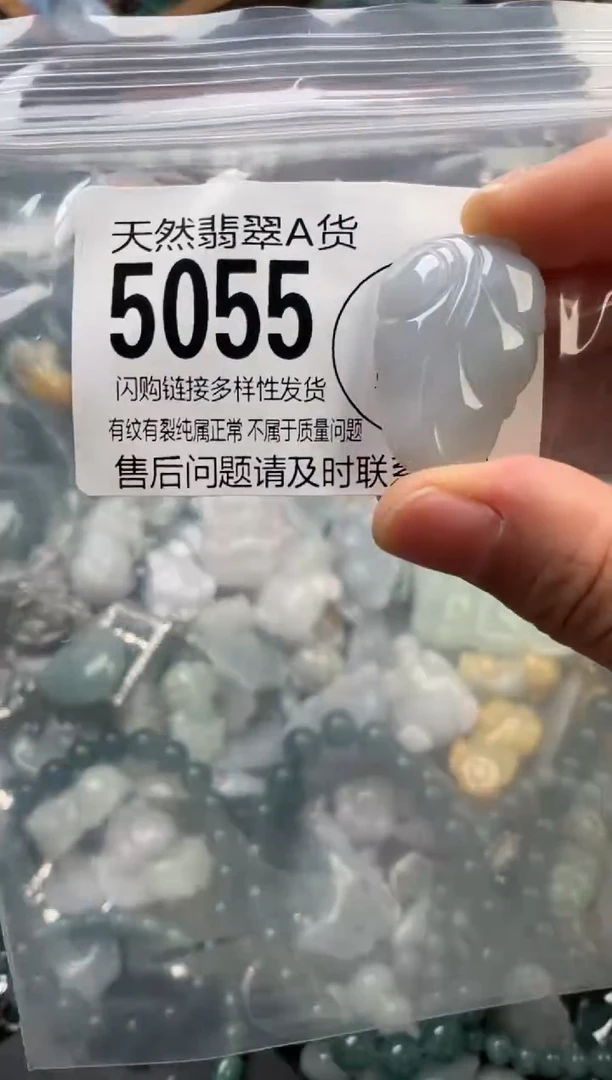 天然翡翠A货
5055
闪购链接多样性发货
有纹有裂纯属正常 不属于质量问题
售后问题请及时联